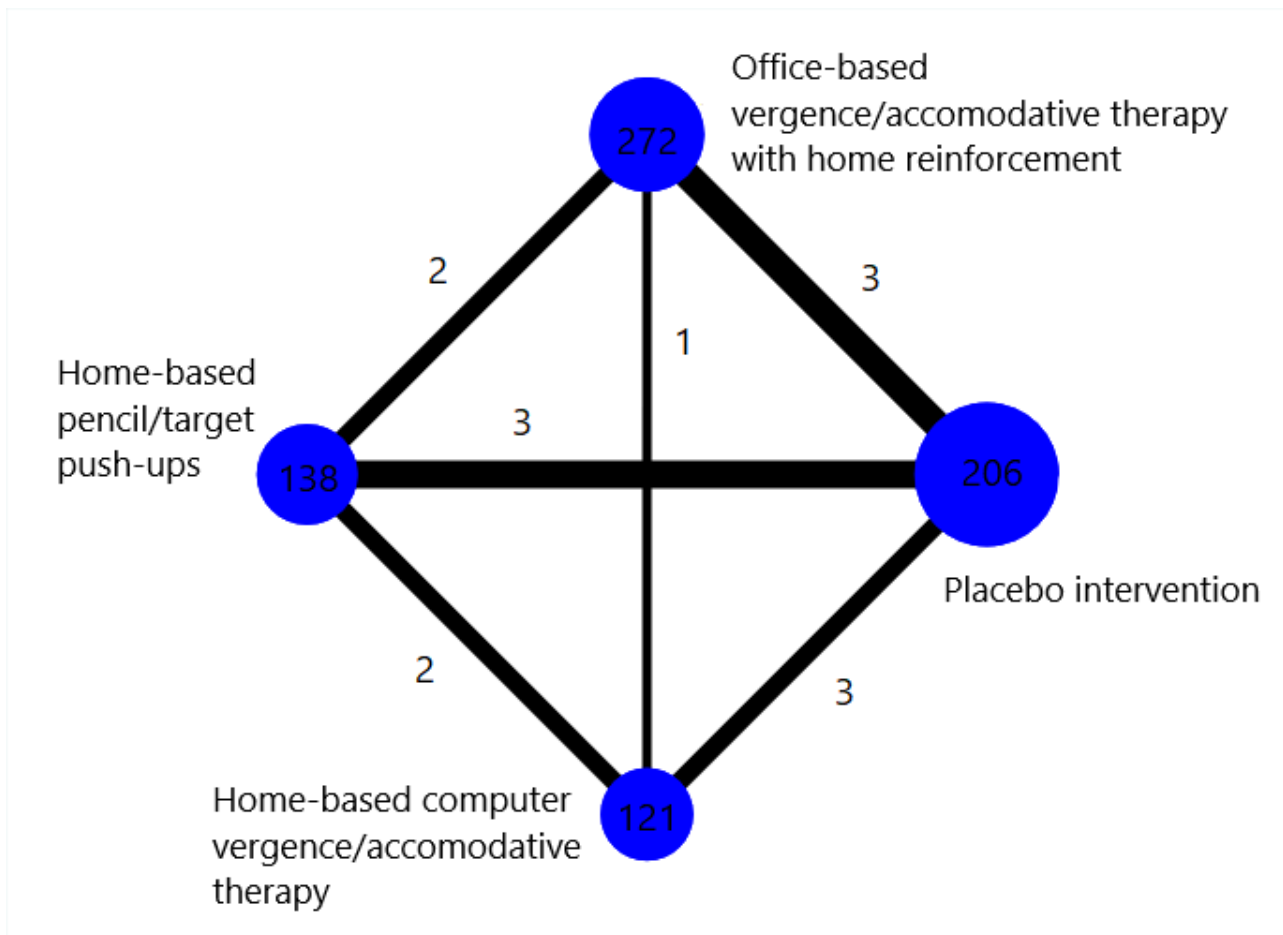 Office-based
vergence/accomodative therapy
with home reinforcement
272
2
3
1
Home-based
pencil/target
push-ups
3
138
206
Placebo intervention
2
3
Home-based computer
vergence/accomodative
therapy
121